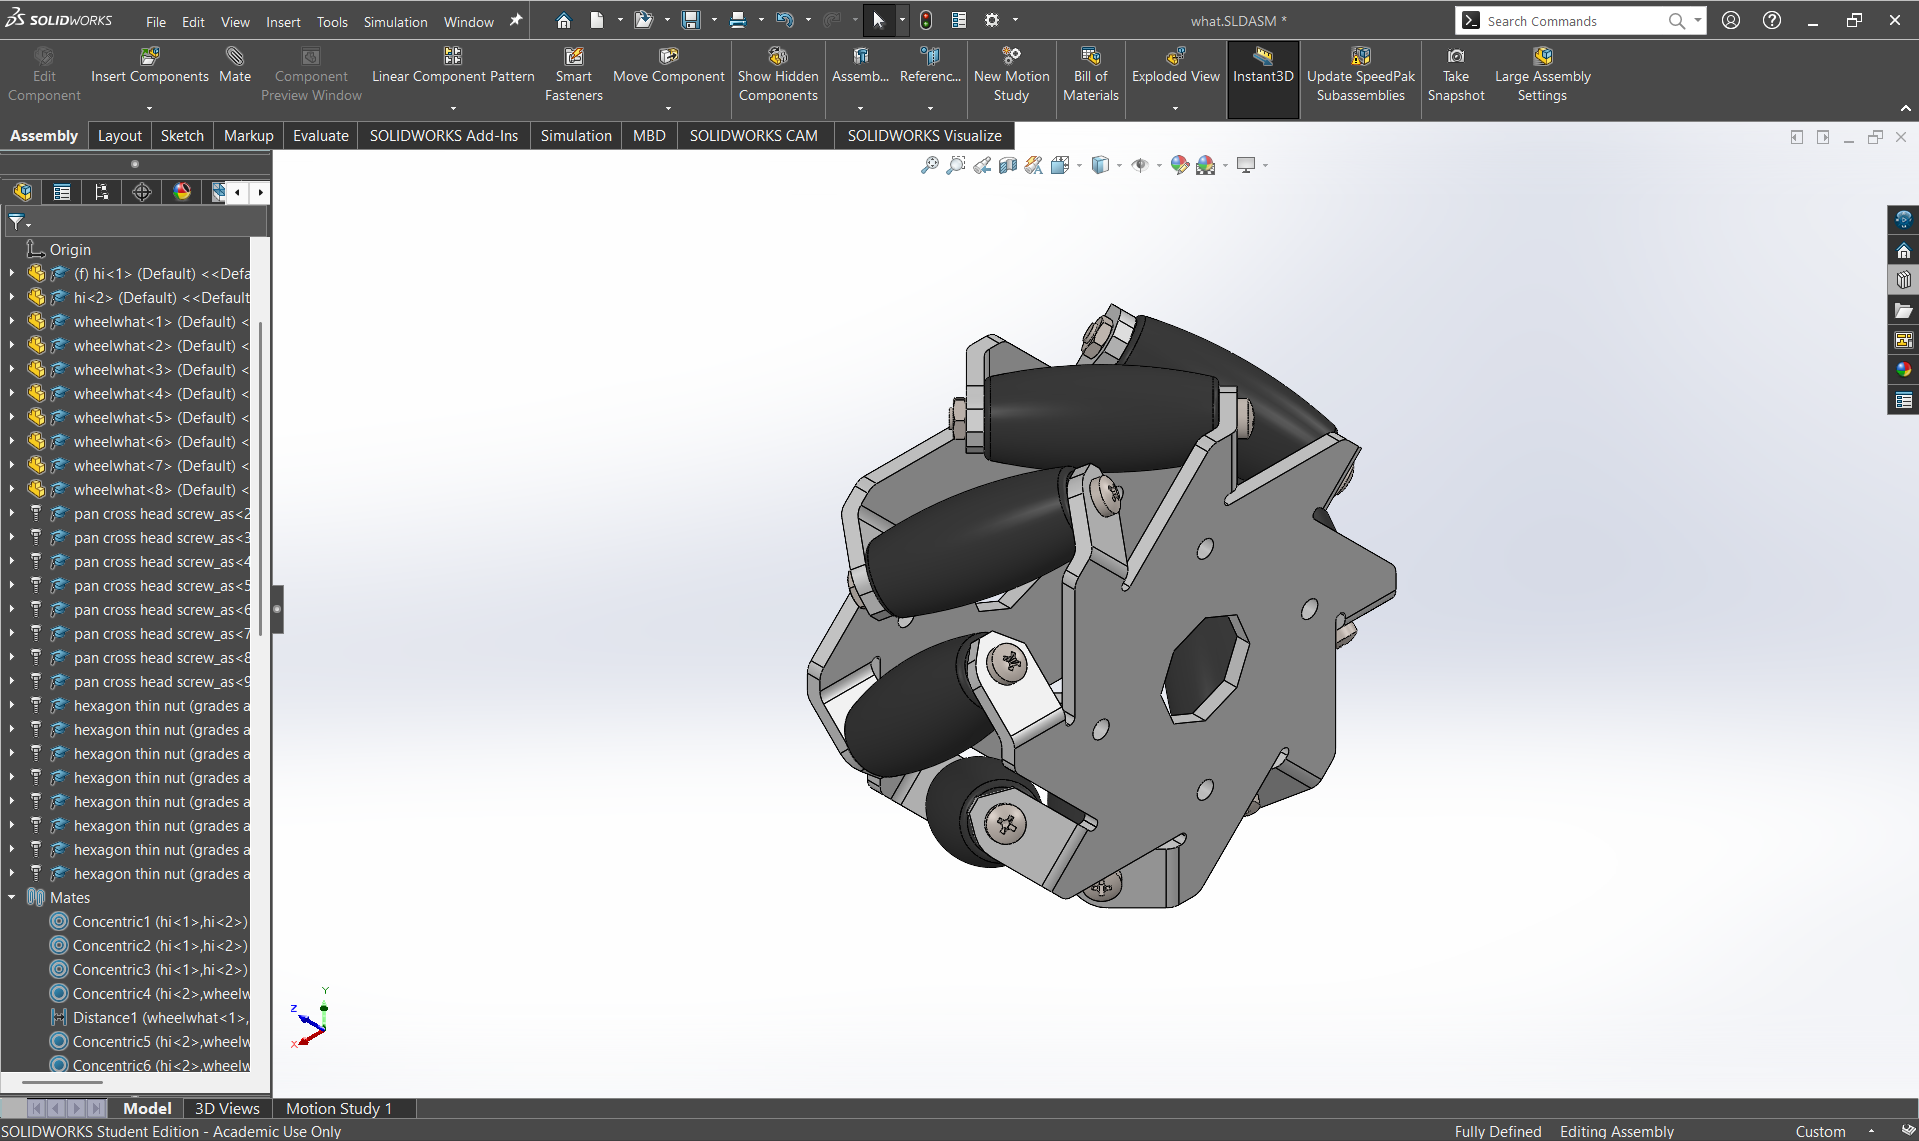 SOLIDWORKS File Edit View Insert Tools Simulation Window what.SLDASM * Search Commands
Edit Component Insert Components Mate Component Preview Window Linear Component Pattern Smart Fasteners Move Component Show Hidden Components Assemb... Referenc... New Motion Study Bill of Materials Exploded View Instant3D Update SpeedPak Subassemblies Take Snapshot Large Assembly Settings
Assembly Layout Sketch Markup Evaluate SOLIDWORKS Add-Ins Simulation MBD SOLIDWORKS CAM SOLIDWORKS Visualize
Origin
(f) hi<1> (Default) <<Defa
hi<2> (Default) <<Default
wheelwhat<1> (Default) <
wheelwhat<2> (Default) <
wheelwhat<3> (Default) <
wheelwhat<4> (Default) <
wheelwhat<5> (Default) <
wheelwhat<6> (Default) <
wheelwhat<7> (Default) <
wheelwhat<8> (Default) <
pan cross head screw_as<2
pan cross head screw_as<3
pan cross head screw_as<4
pan cross head screw_as<5
pan cross head screw_as<6
pan cross head screw_as<7
pan cross head screw_as<8
pan cross head screw_as<9
hexagon thin nut (grades a
hexagon thin nut (grades a
hexagon thin nut (grades a
hexagon thin nut (grades a
hexagon thin nut (grades a
hexagon thin nut (grades a
hexagon thin nut (grades a
hexagon thin nut (grades a
Mates
Concentric1 (hi<1>,hi<2>)
Concentric2 (hi<1>,hi<2>)
Concentric3 (hi<1>,hi<2>)
Concentric4 (hi<2>,wheelw
Distance1 (wheelwhat<1>,
Concentric5 (hi<2>,wheelw
Concentric6 (hi<2>,wheelw
Y
Z
X
Model 3D Views Motion Study 1
SOLIDWORKS Student Edition - Academic Use Only Fully Defined Editing Assembly Custom